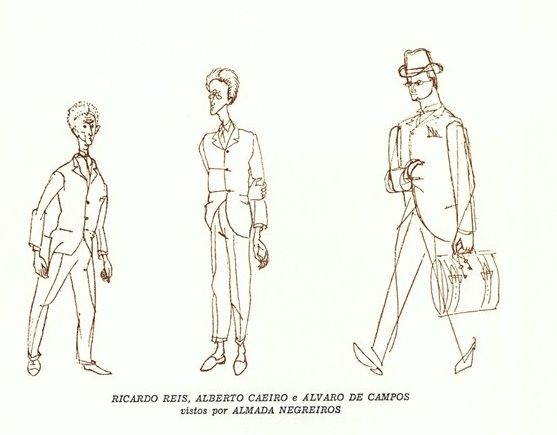 RICARDO REIS, ALBERTO CAEIRO e ÁLVARO DE CAMPOS
vistos por ALMADA NEGREIROS